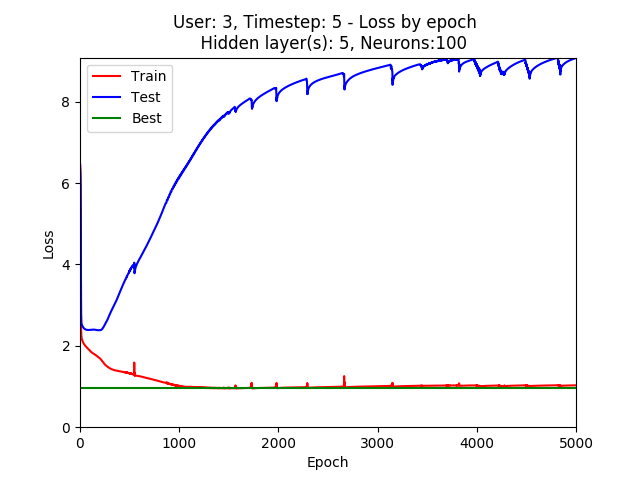 User: 3, Timestep: 5 - Loss by epoch
Hidden layer(s): 5, Neurons:100
Train
Test
Best
8
6
4
2
0
Loss
0 1000 2000 3000 4000 5000
Epoch